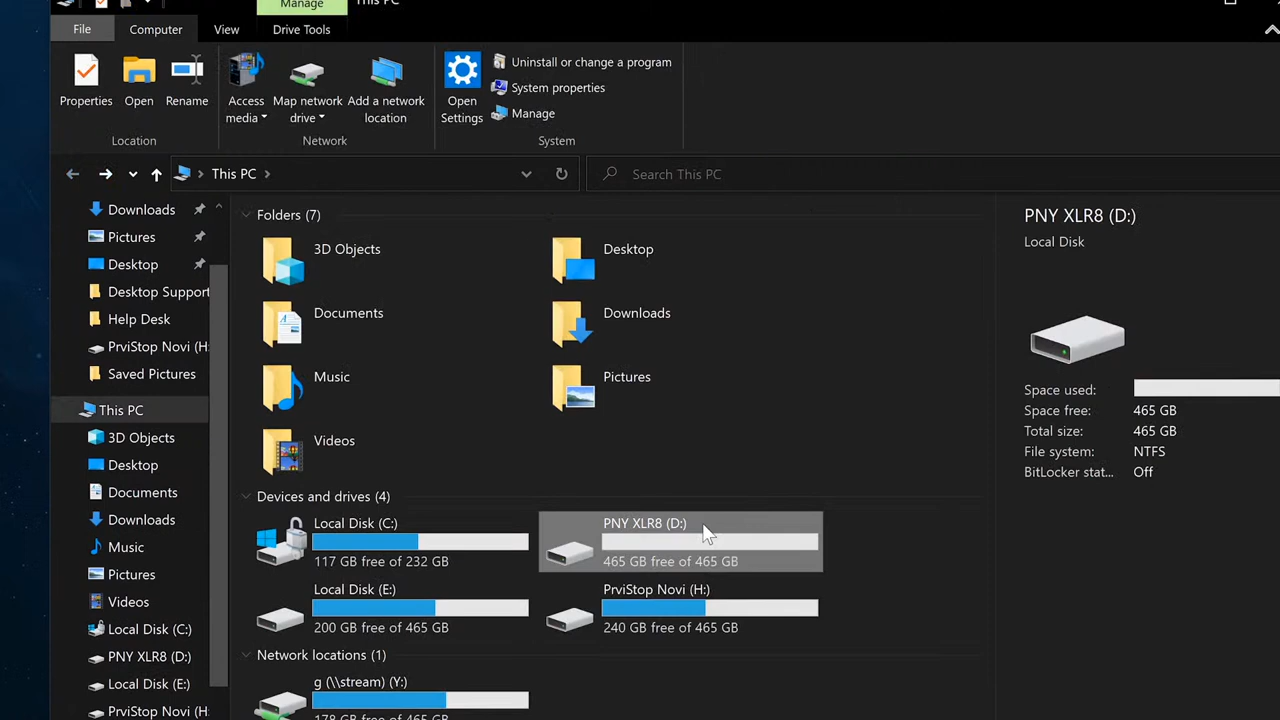 Manage
This PC
File
Computer
View
Drive Tools
Properties
Open
Rename
Access media
Map network drive
Add a network location
Open Settings
Uninstall or change a program
System properties
Manage
Location
Network
System
This PC
Search This PC
Downloads
Pictures
Desktop
Desktop Support
Help Desk
PrviStop Novi (H:
Saved Pictures
This PC
3D Objects
Desktop
Documents
Downloads
Music
Pictures
Videos
Local Disk (C:)
PNY XLR8 (D:)
Local Disk (E:)
PrviStop Novi (H:
Folders (7)
3D Objects
Desktop
Documents
Downloads
Music
Pictures
Videos
Devices and drives (4)
Local Disk (C:)
117 GB free of 232 GB
PNY XLR8 (D:)
465 GB free of 465 GB
Local Disk (E:)
200 GB free of 465 GB
PrviStop Novi (H:)
240 GB free of 465 GB
Network locations (1)
g (\\stream) (Y:)
178 GB free of 465 GB
PNY XLR8 (D:)
Local Disk
Space used:
Space free: 465 GB
Total size: 465 GB
File system: NTFS
BitLocker stat... Off